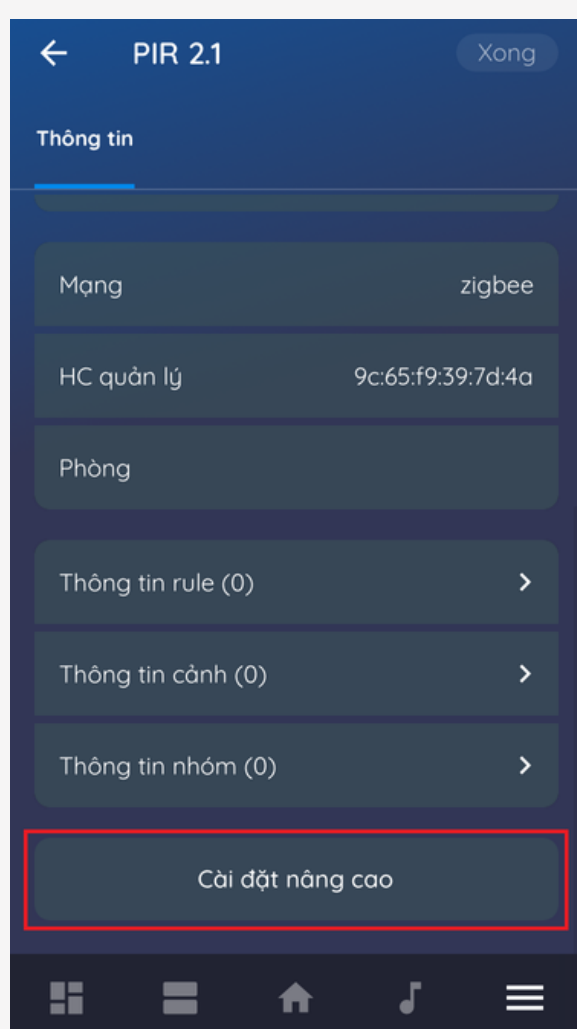 PIR 2.1
Xong
Thông tin
Mạng zigbee
HC quản lý 9c:65:f9:39:7d:4a
Phòng
Thông tin rule (0)
Thông tin cảnh (0)
Thông tin nhóm (0)
Cài đặt nâng cao